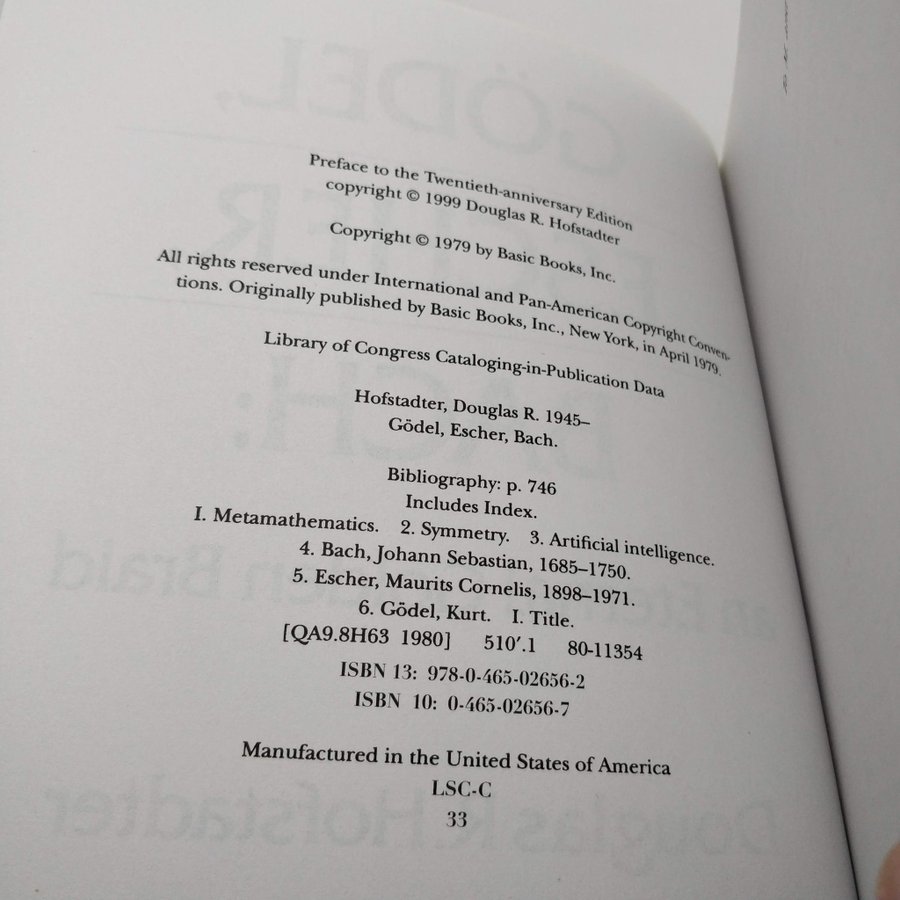 Preface to the Twentieth-anniversary Edition
copyright © 1999 Douglas R. Hofstadter
Copyright © 1979 by Basic Books, Inc.
All rights reserved under International and Pan-American Copyright Conven-
tions. Originally published by Basic Books, Inc., New York, in April 1979.
Library of Congress Cataloging-in-Publication Data
Hofstadter, Douglas R. 1945–
Gödel, Escher, Bach.
Bibliography: p. 746
Includes Index.
I. Metamathematics. 2. Symmetry. 3. Artificial intelligence.
4. Bach, Johann Sebastian, 1685–1750.
5. Escher, Maurits Cornelis, 1898–1971.
6. Gödel, Kurt. I. Title.
[QA9.8H63 1980] 510′.1 80-11354
ISBN 13: 978-0-465-02656-2
ISBN 10: 0-465-02656-7
Manufactured in the United States of America
LSC-C
33